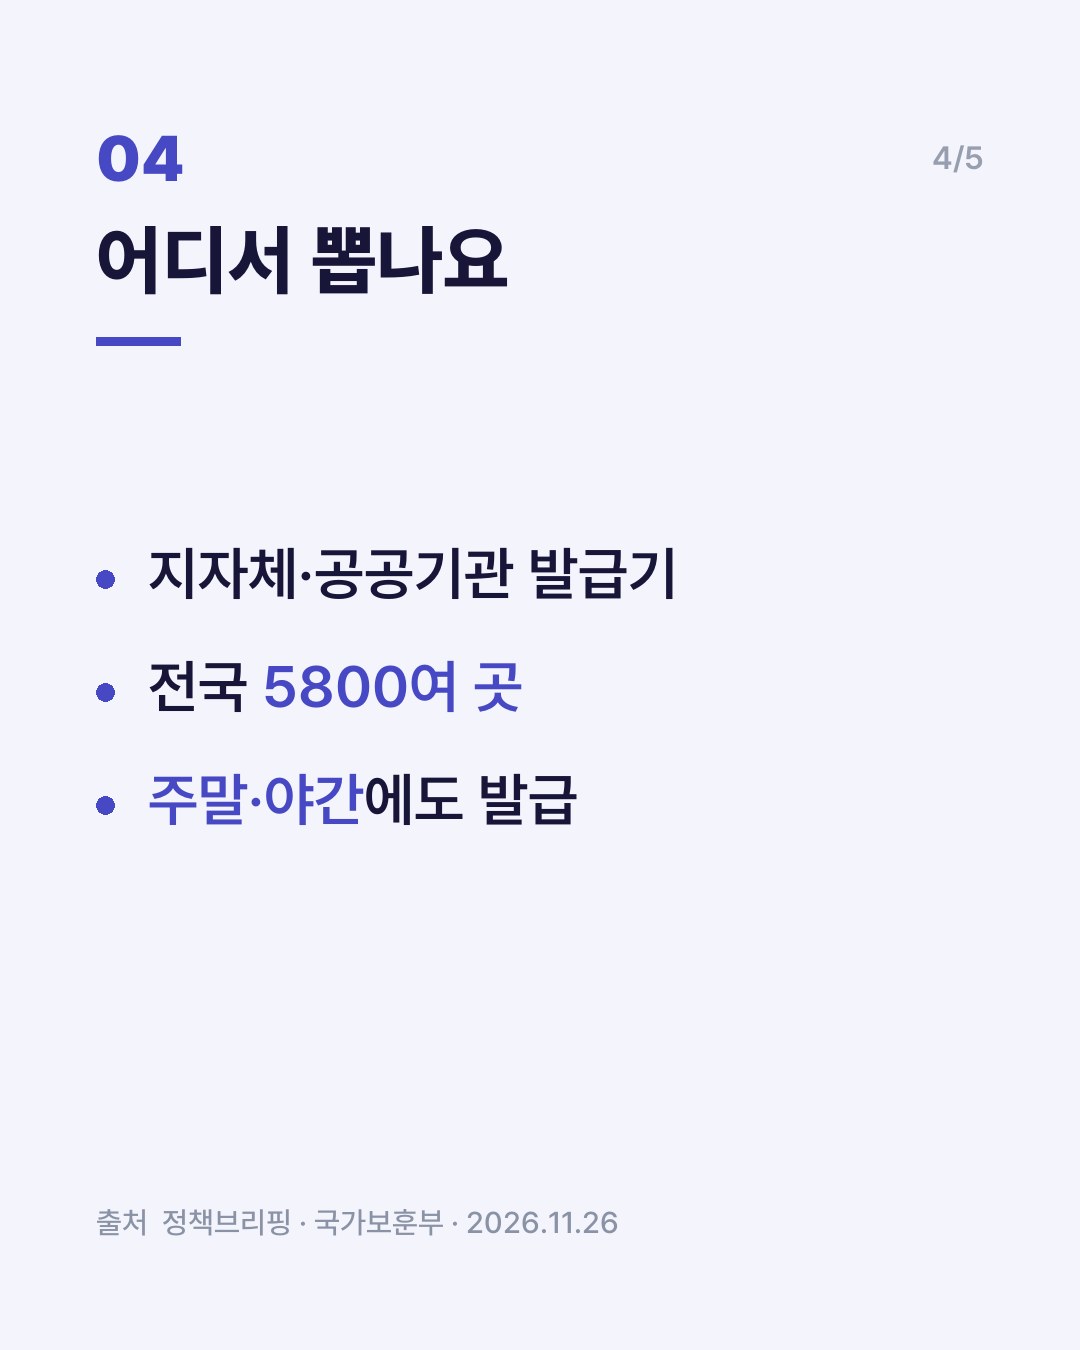 04
4/5
어디서 뽑나요
지자체·공공기관 발급기
전국 5800여 곳
주말·야간에도 발급
출처 정책브리핑 · 국가보훈부 · 2026.11.26